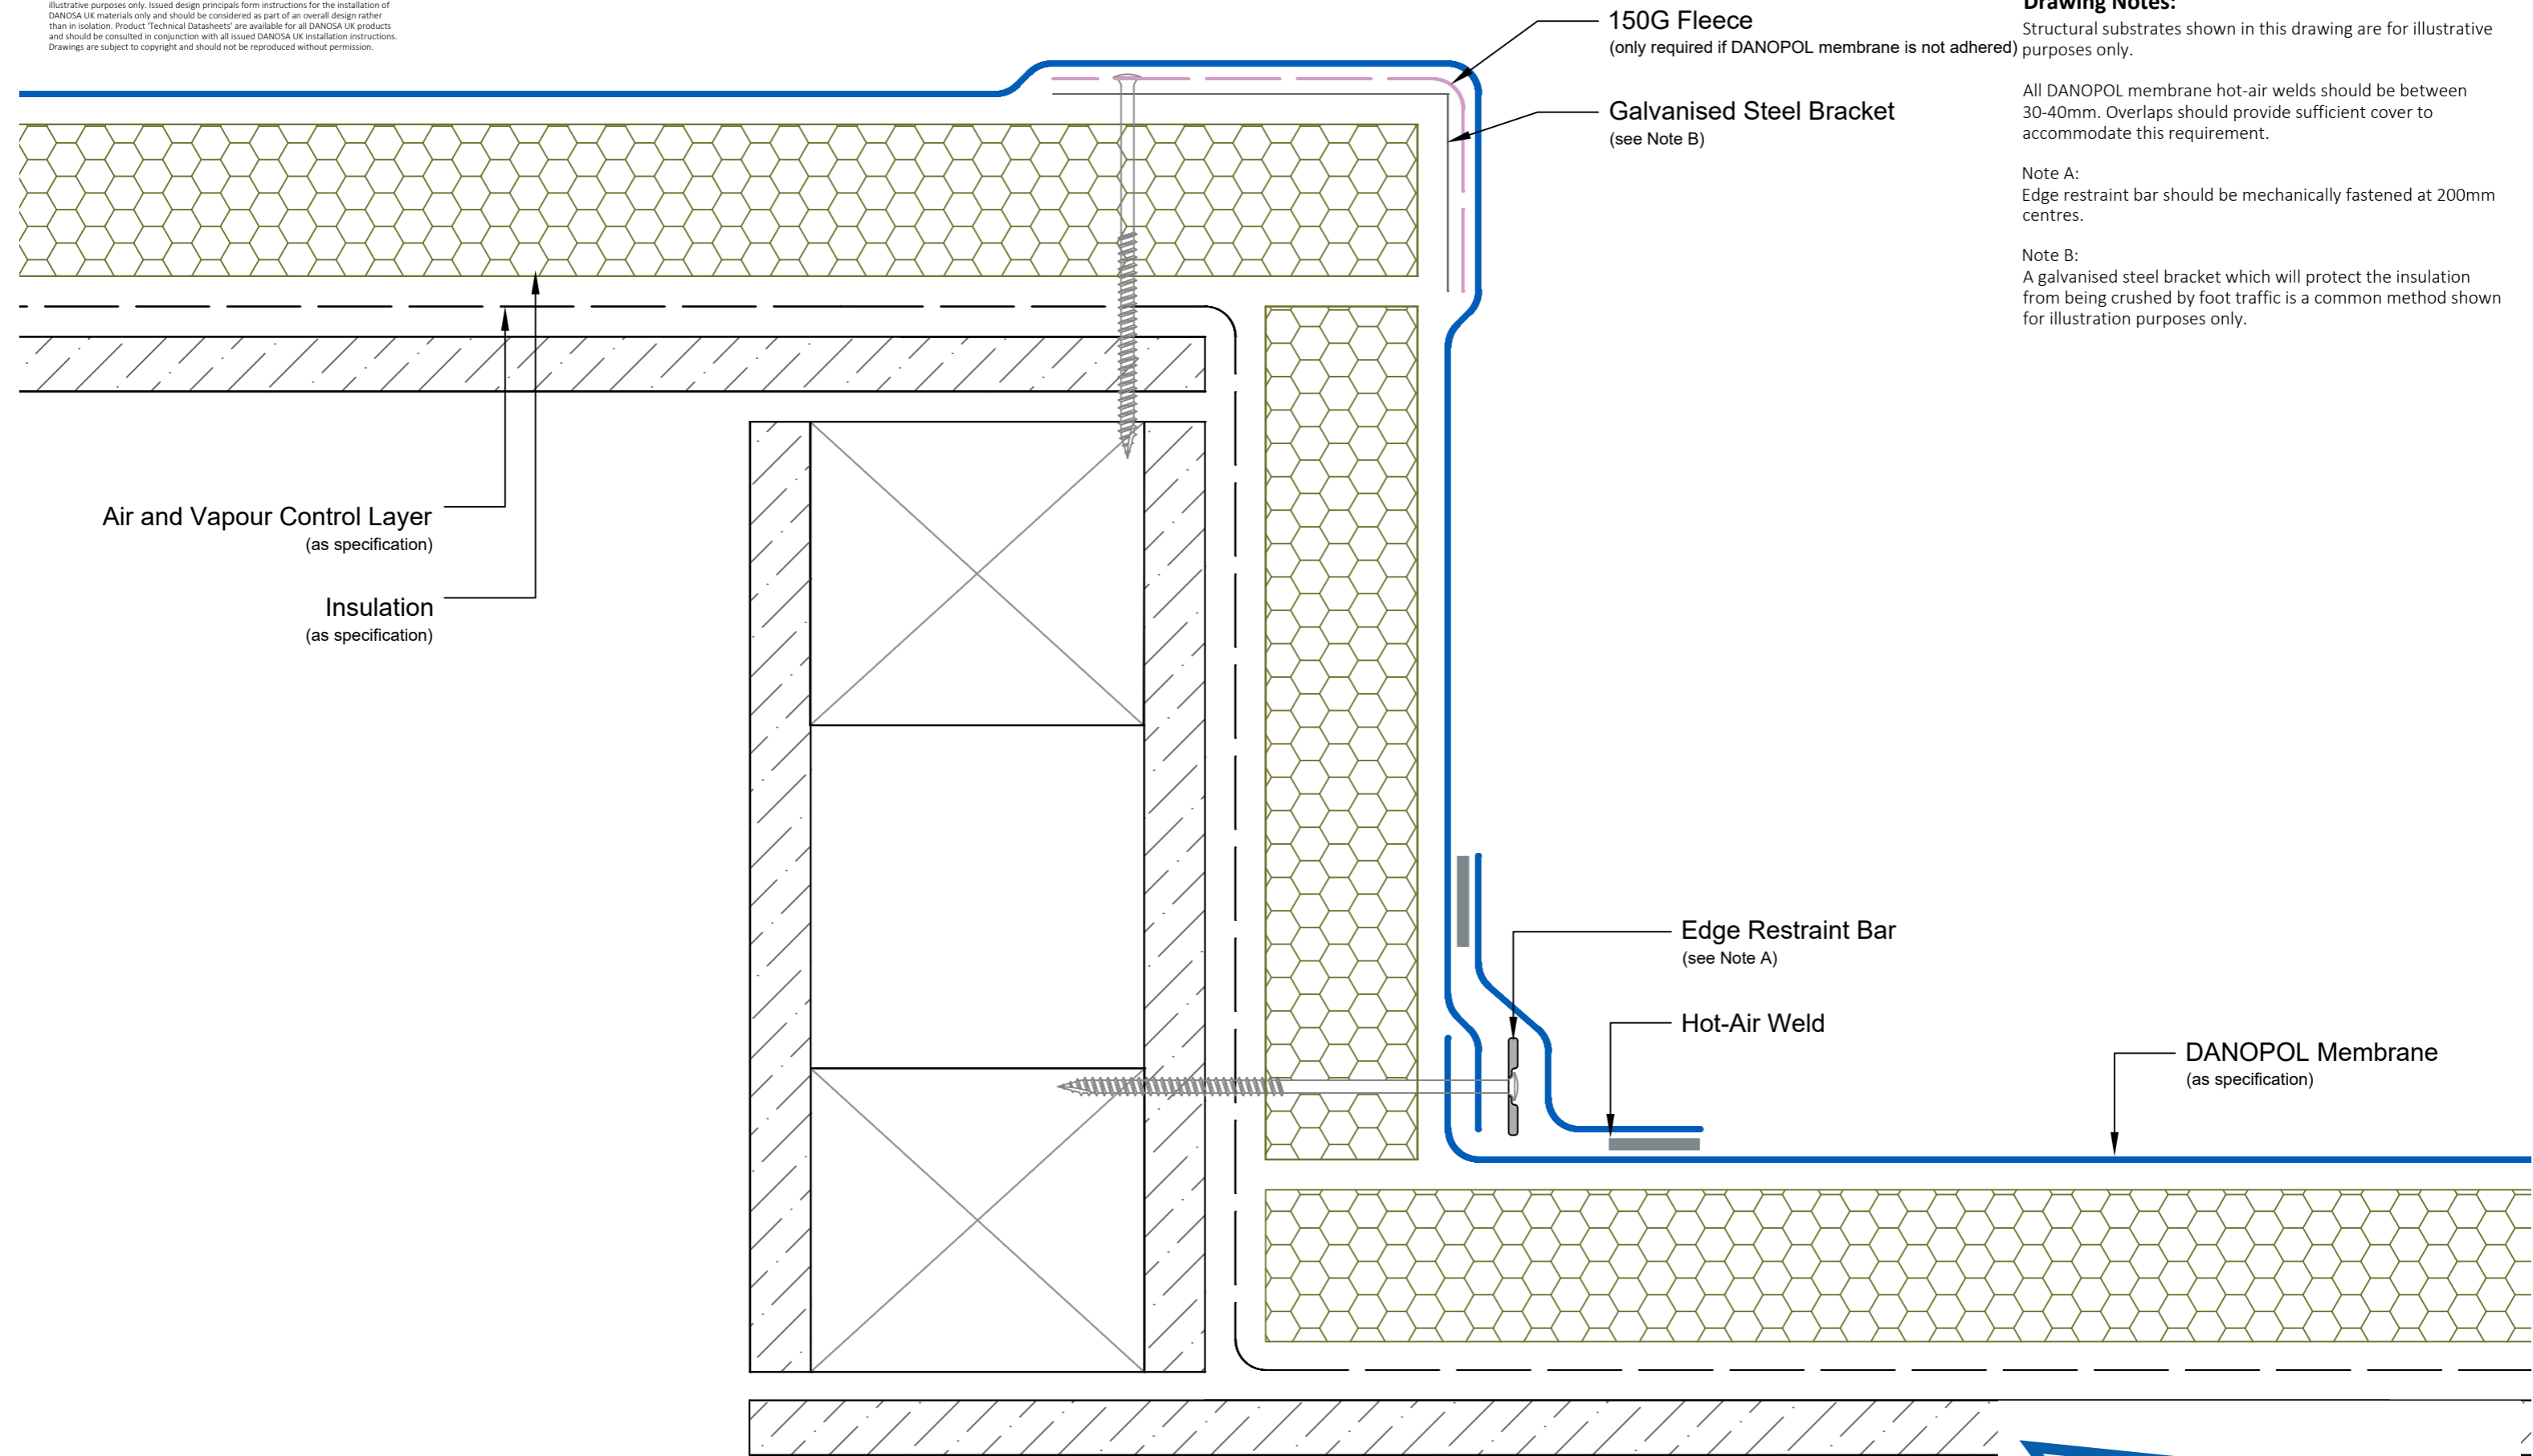 illustrative purposes only. Issued design principals form instructions for the installation of
DANOSA UK materials only and should be considered as part of an overall design rather
than in isolation. Product 'Technical Datasheets' are available for all DANOSA UK products
and should be consulted in conjunction with all issued DANOSA UK installation instructions.
Drawings are subject to copyright and should not be reproduced without permission.
150G Fleece
(only required if DANOPOL membrane is not adhered)
Galvanised Steel Bracket
(see Note B)
Drawing Notes:
Structural substrates shown in this drawing are for illustrative
purposes only.
All DANOPOL membrane hot-air welds should be between
30-40mm. Overlaps should provide sufficient cover to
accommodate this requirement.
Note A:
Edge restraint bar should be mechanically fastened at 200mm
centres.
Note B:
A galvanised steel bracket which will protect the insulation
from being crushed by foot traffic is a common method shown
for illustration purposes only.
Air and Vapour Control Layer
(as specification)
Insulation
(as specification)
Edge Restraint Bar
(see Note A)
Hot-Air Weld
DANOPOL Membrane
(as specification)